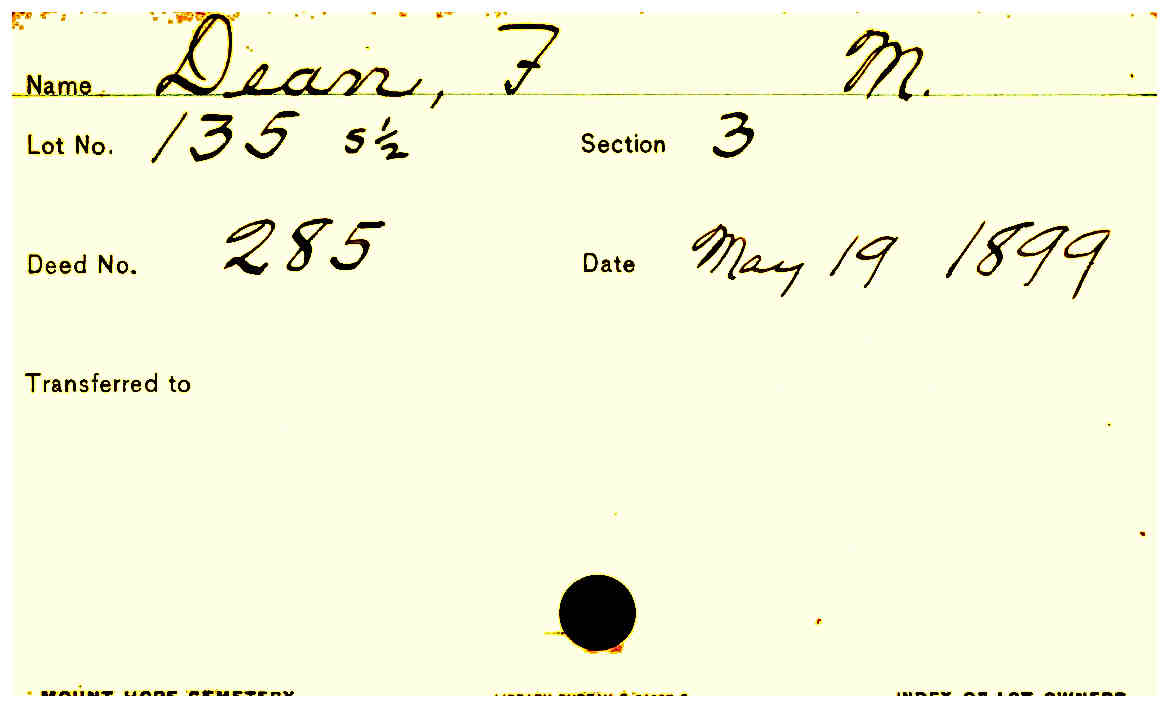 Name Dean, F M.
Lot No. 135 S½ Section 3
Deed No. 285 Date May 19 1899
Transferred to
MOUNT HOPE CEMETERY INDEX OF LOT OWNERS